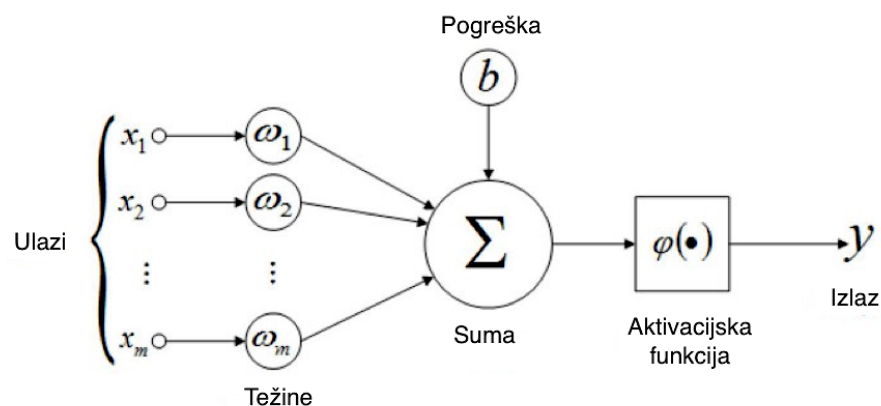 Pogreška
b
x₁ ω₁
x₂ ω₂
Ulazi
⋮ ⋮
xₘ ωₘ
Σ
φ(•)
y
Izlaz
Suma
Aktivacijska
funkcija
Težine